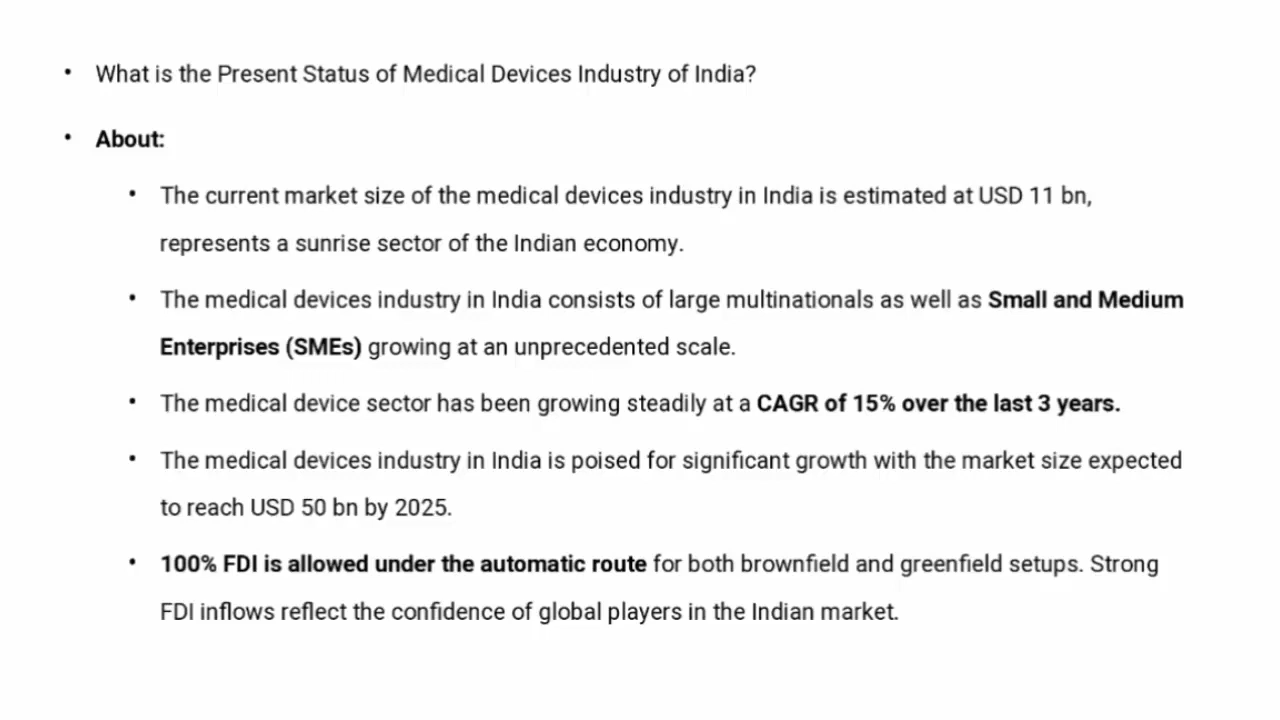 • What is the Present Status of Medical Devices Industry of India?
• About:
• The current market size of the medical devices industry in India is estimated at USD 11 bn,
represents a sunrise sector of the Indian economy.
• The medical devices industry in India consists of large multinationals as well as Small and Medium
Enterprises (SMEs) growing at an unprecedented scale.
• The medical device sector has been growing steadily at a CAGR of 15% over the last 3 years.
• The medical devices industry in India is poised for significant growth with the market size expected
to reach USD 50 bn by 2025.
• 100% FDI is allowed under the automatic route for both brownfield and greenfield setups. Strong
FDI inflows reflect the confidence of global players in the Indian market.